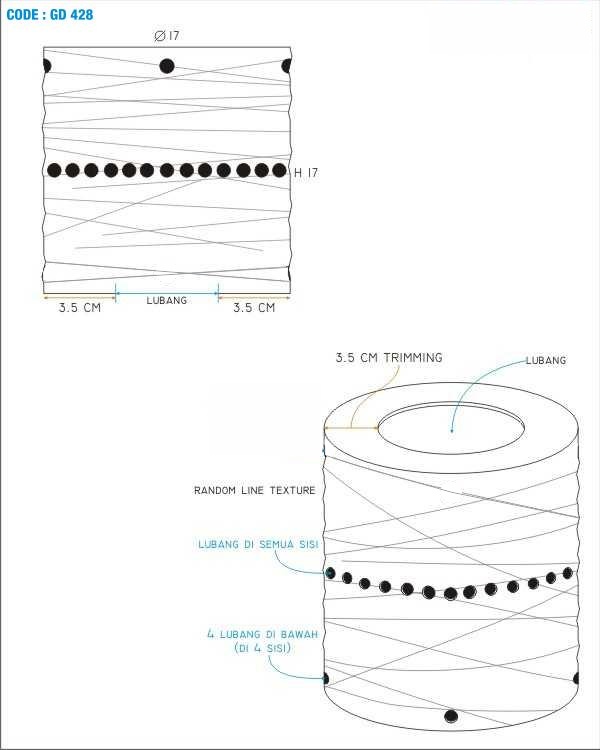 CODE : GD 428
Ø 17
H 17
3.5 CM
LUBANG
3.5 CM
3.5 CM TRIMMING
LUBANG
RANDOM LINE TEXTURE
LUBANG DI SEMUA SISI
4 LUBANG DI BAWAH
(DI 4 SISI)